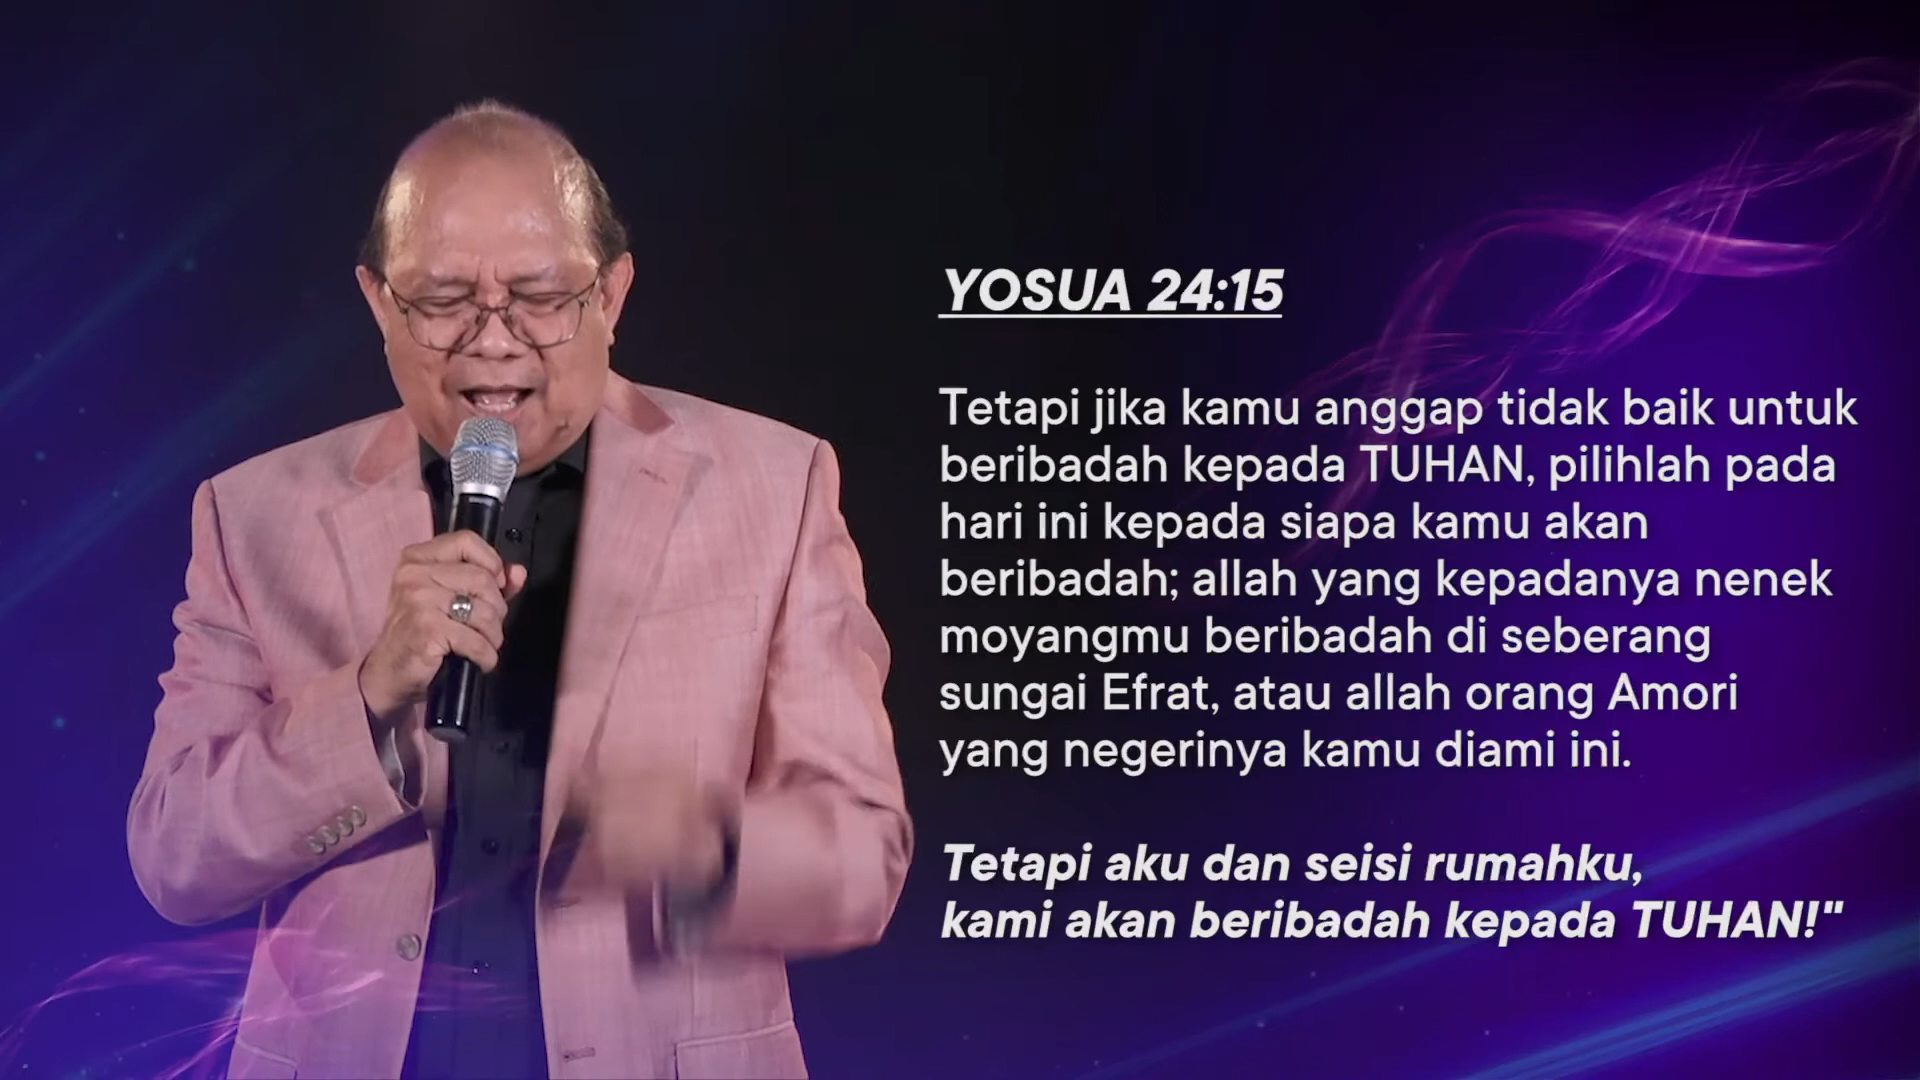 YOSUA 24:15
Tetapi jika kamu anggap tidak baik untuk
beribadah kepada TUHAN, pilihlah pada
hari ini kepada siapa kamu akan
beribadah; allah yang kepadanya nenek
moyangmu beribadah di seberang
sungai Efrat, atau allah orang Amori
yang negerinya kamu diami ini.
Tetapi aku dan seisi rumahku,
kami akan beribadah kepada TUHAN!"